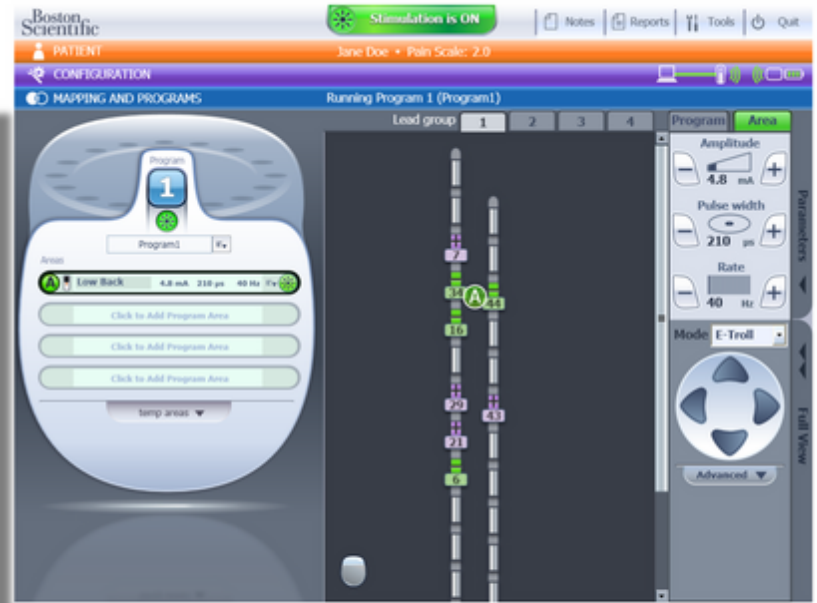 Boston Scientific
Stimulation is ON
Notes
Reports
Tools
Quit
PATIENT
Jane Doe • Pain Scale: 2.0
CONFIGURATION
MAPPING AND PROGRAMS
Running Program 1 (Program1)
Lead group 1 2 3 4
Program Area
Program
1
Program1
Areas
A Low Back 4.8 mA 210 µs 40 Hz
Click to Add Program Area
Click to Add Program Area
Click to Add Program Area
temp areas
7
34 A 44
16
29 43
21
6
Amplitude
4.8 mA
Pulse width
210 µs
Rate
40 Hz
Mode E-Troll
Advanced
Parameters
Full View